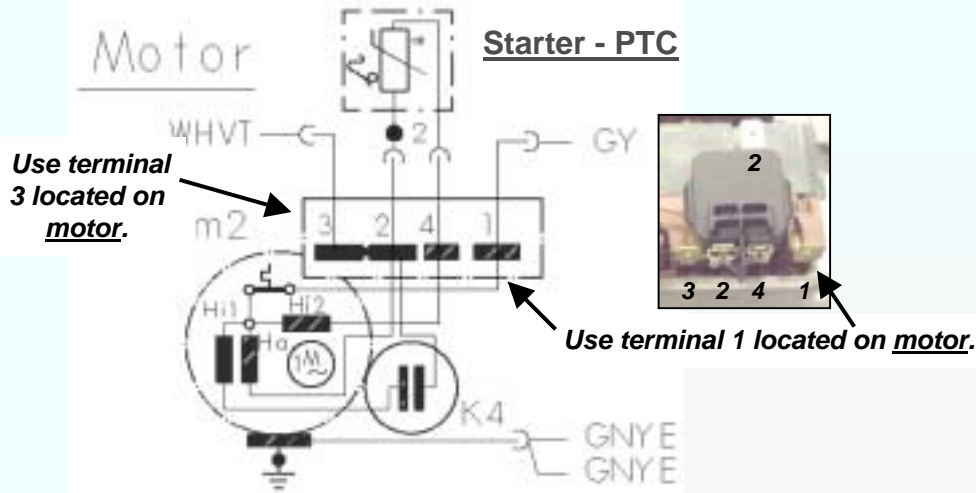 Motor
Starter - PTC
2
WHVT
GY
Use terminal
3 located on
motor.
m2
3 2 4 1
Hi1
Hi2
Ha
1M
K4
GNYE
GNYE
2
3 2 4 1
Use terminal 1 located on motor.